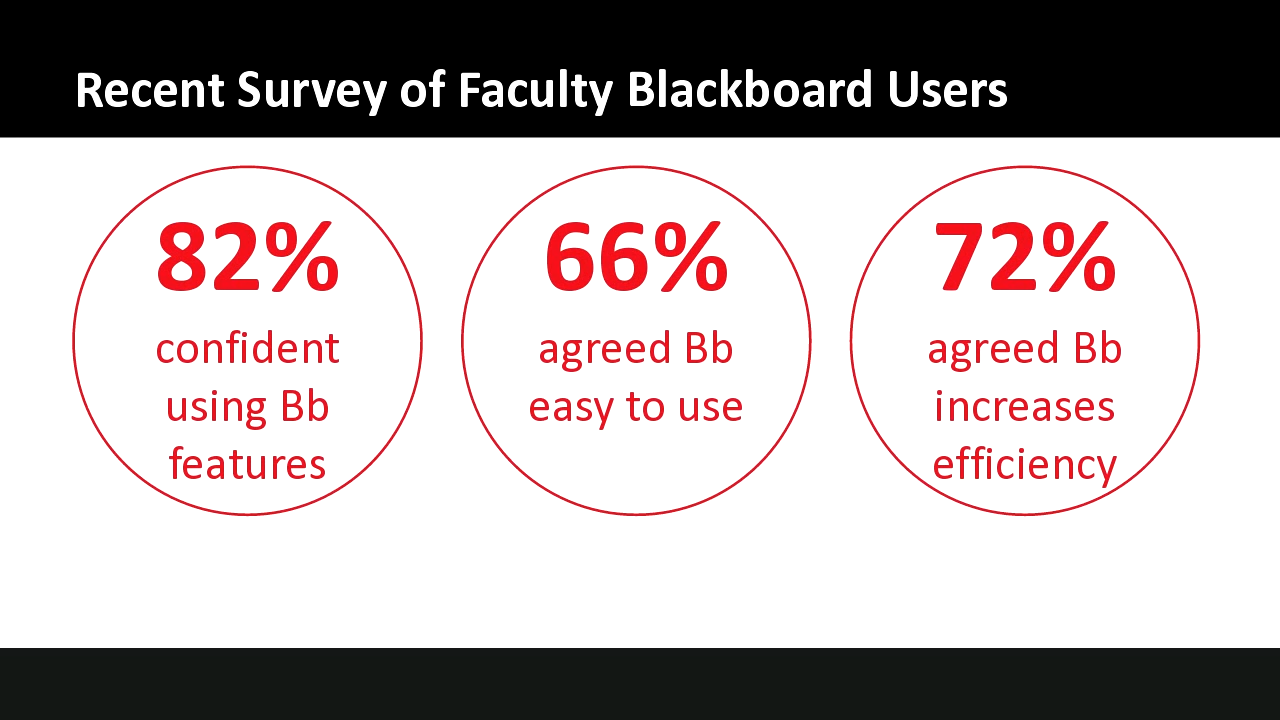 Recent Survey of Faculty Blackboard Users
82%
confident
using Bb
features
66%
agreed Bb
easy to use
72%
agreed Bb
increases
efficiency